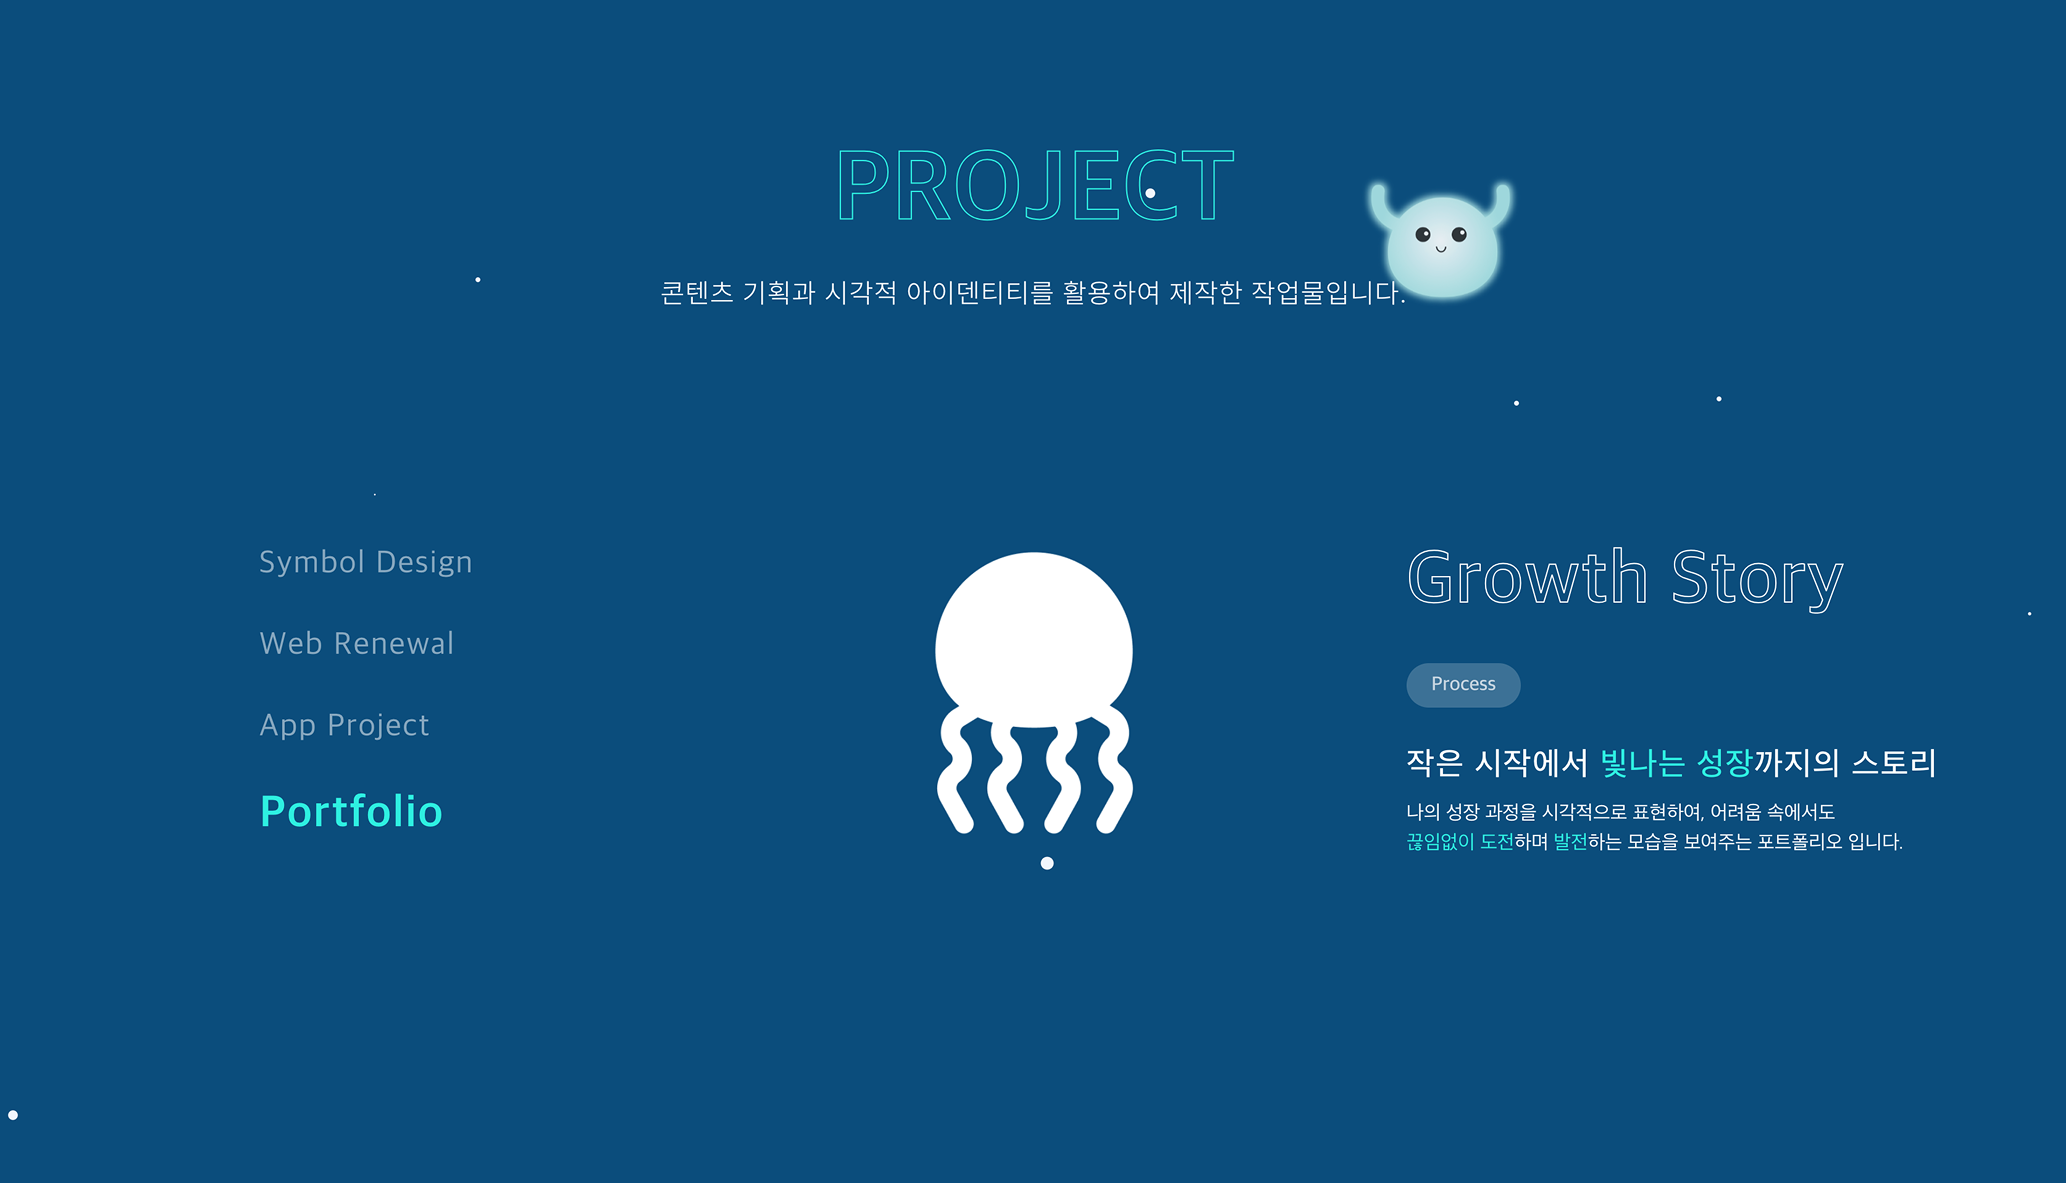 PROJECT
콘텐츠 기획과 시각적 아이덴티티를 활용하여 제작한 작업물입니다.
Symbol Design
Web Renewal
App Project
Portfolio
Growth Story
Process
작은 시작에서 빛나는 성장까지의 스토리
나의 성장 과정을 시각적으로 표현하여, 어려움 속에서도
끊임없이 도전하며 발전하는 모습을 보여주는 포트폴리오 입니다.